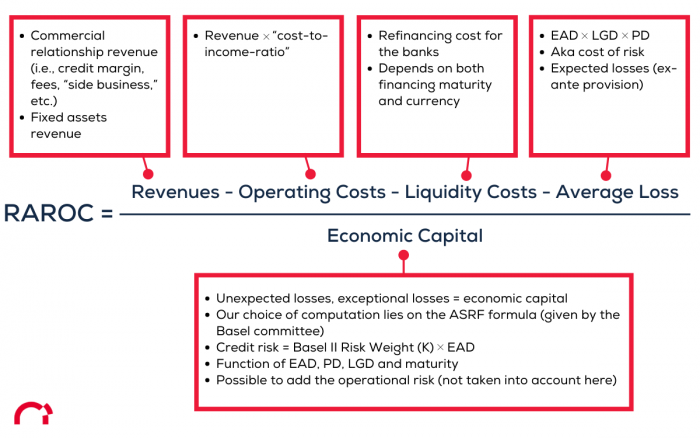 • Commercial
relationship revenue
(i.e., credit margin,
fees, “side business,”
etc.)
• Fixed assets
revenue
• Revenue × “cost-to-
income-ratio”
• Refinancing cost for
the banks
• Depends on both
financing maturity
and currency
• EAD × LGD × PD
• Aka cost of risk
• Expected losses (ex-
ante provision)
RAROC =
Revenues - Operating Costs - Liquidity Costs - Average Loss
Economic Capital
• Unexpected losses, exceptional losses = economic capital
• Our choice of computation lies on the ASRF formula (given by the
Basel committee)
• Credit risk = Basel II Risk Weight (K) × EAD
• Function of EAD, PD, LGD and maturity
• Possible to add the operational risk (not taken into account here)